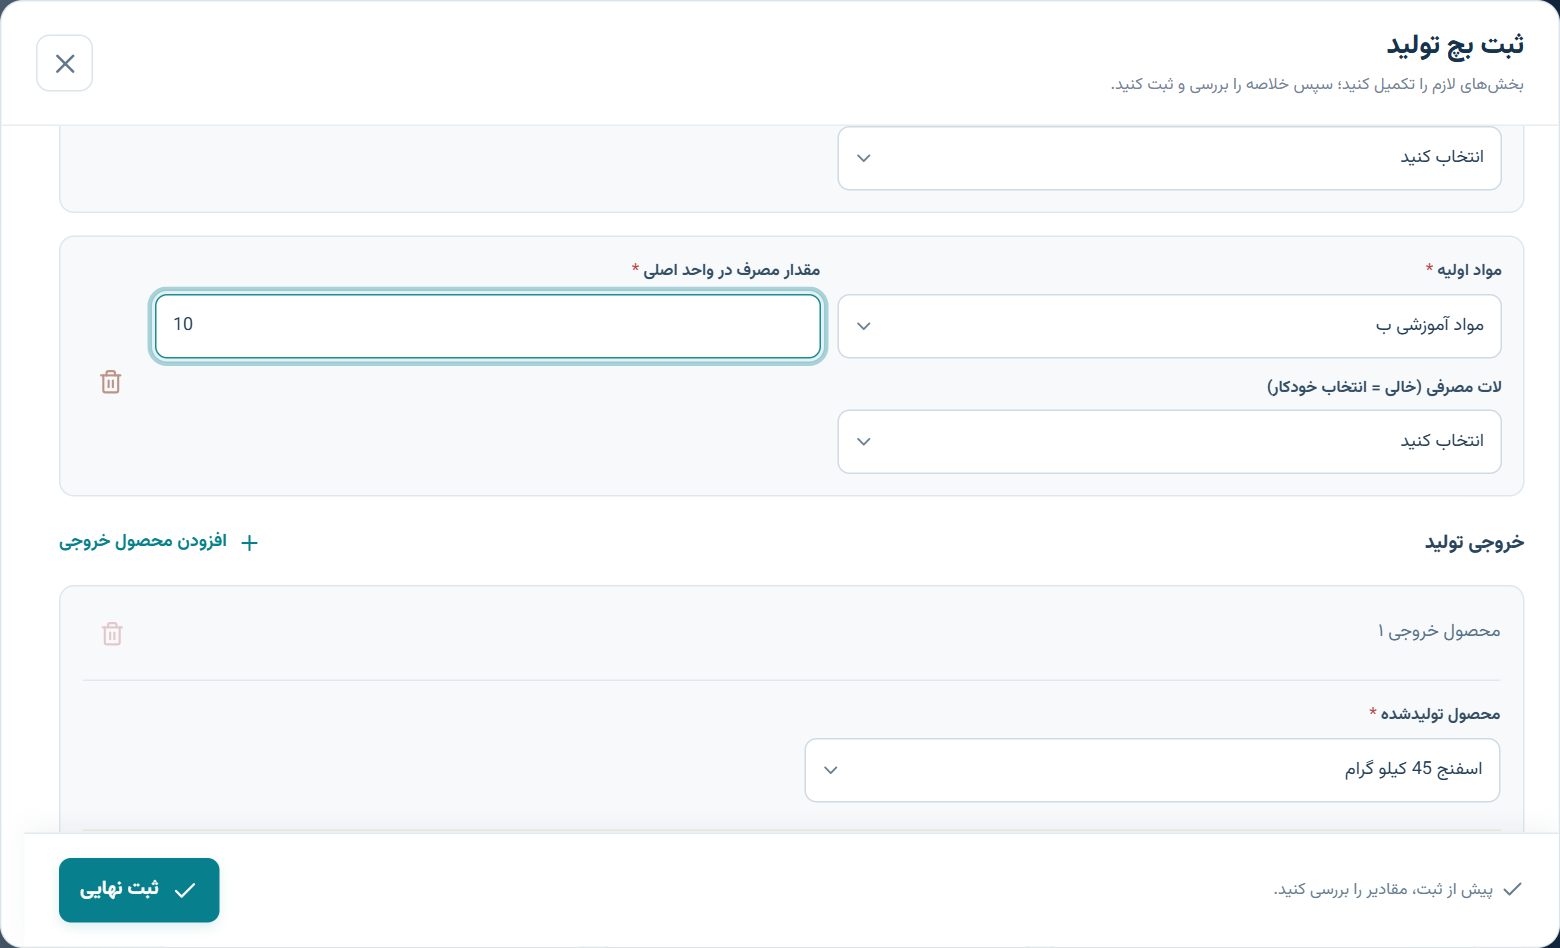 ثبت بچ تولید
بخش‌های لازم را تکمیل کنید؛ سپس خلاصه را بررسی و ثبت کنید.
انتخاب کنید
مواد اولیه *
مقدار مصرف در واحد اصلی *
مواد آموزشی ب
10
لات مصرفی (خالی = انتخاب خودکار)
انتخاب کنید
خروجی تولید
افزودن محصول خروجی
محصول خروجی ۱
محصول تولیدشده *
اسفنج 45 کیلو گرام
پیش از ثبت، مقادیر را بررسی کنید.
ثبت نهایی